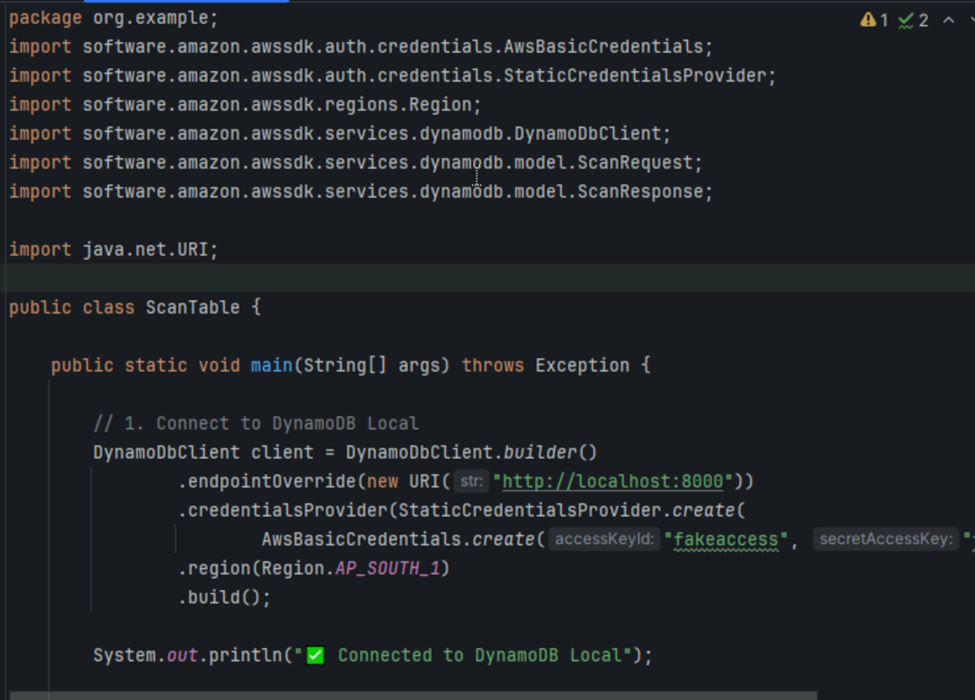 package org.example;
1 2
import software.amazon.awssdk.auth.credentials.AwsBasicCredentials;
import software.amazon.awssdk.auth.credentials.StaticCredentialsProvider;
import software.amazon.awssdk.regions.Region;
import software.amazon.awssdk.services.dynamodb.DynamoDbClient;
import software.amazon.awssdk.services.dynamodb.model.ScanRequest;
import software.amazon.awssdk.services.dynamodb.model.ScanResponse;
import java.net.URI;
public class ScanTable {
public static void main(String[] args) throws Exception {
// 1. Connect to DynamoDB Local
DynamoDbClient client = DynamoDbClient.builder()
.endpointOverride(new URI( str: "http://localhost:8000"))
.credentialsProvider(StaticCredentialsProvider.create(
AwsBasicCredentials.create( accessKeyId: "fakeaccess", secretAccessKey: "
.region(Region.AP_SOUTH_1)
.build();
System.out.println("✅ Connected to DynamoDB Local");